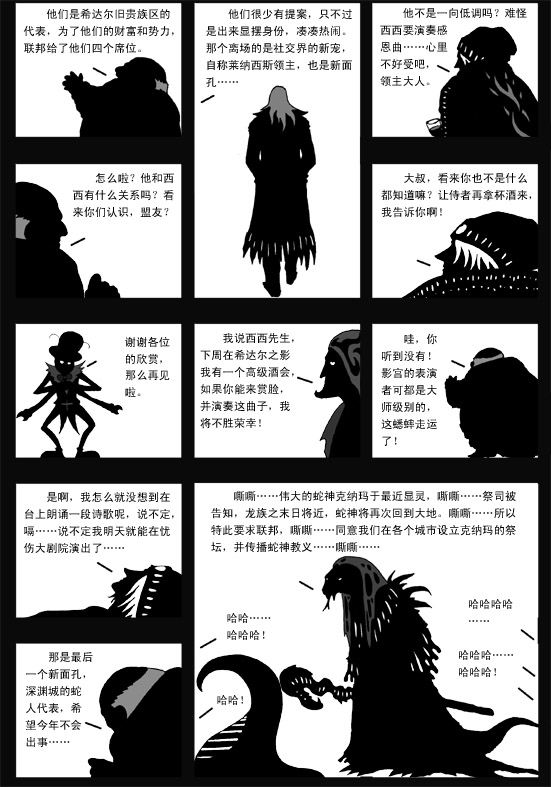 他们是希达尔旧贵族区的
代表，为了他们的财富和势力，
联邦给了他们四个席位。
他们很少有提案，只不过
是出来显摆身份，凑凑热闹。
那个离场的是社交界的新宠，
自称莱纳西斯领主，也是新面
孔……
他不是一向低调吗？难怪
西西要演奏感
恩曲……心里
不好受吧，
领主大人。
怎么啦？他和西
西有什么关系吗？看
来你们认识，盟友？
大叔，看来你也不是什么
都知道嘛？让侍者再拿杯酒来，
我告诉你啊！
谢谢各位
的欣赏，
那么再见
啦。
我说西西先生，
下周在希达尔之影
我有一个高级酒会，
如果你能来赏脸，
并演奏这曲子，我
将不胜荣幸！
哇，你
听到没有！
影宫的表演
者可都是大
师级别的，
这蟋蟀走运
了！
是啊，我怎么就没想到在
台上朗诵一段诗歌呢，说不定，
嗝……说不定我明天就能在忧
伤大剧院演出了……
嘶嘶……伟大的蛇神克纳玛于最近显灵，嘶嘶……祭司被
告知，龙族之末日将近，蛇神将再次回到大地。嘶嘶……所以
特此要求联邦，嘶嘶……同意我们在各个城市设立克纳玛的祭
坛，并传播蛇神教义……嘶嘶……
哈哈……
哈哈哈！
哈哈哈哈
……
哈哈哈……
哈哈哈！
哈哈！
那是最后
一个新面孔，
深渊城的蛇
人代表，希
望今年不会
出事……